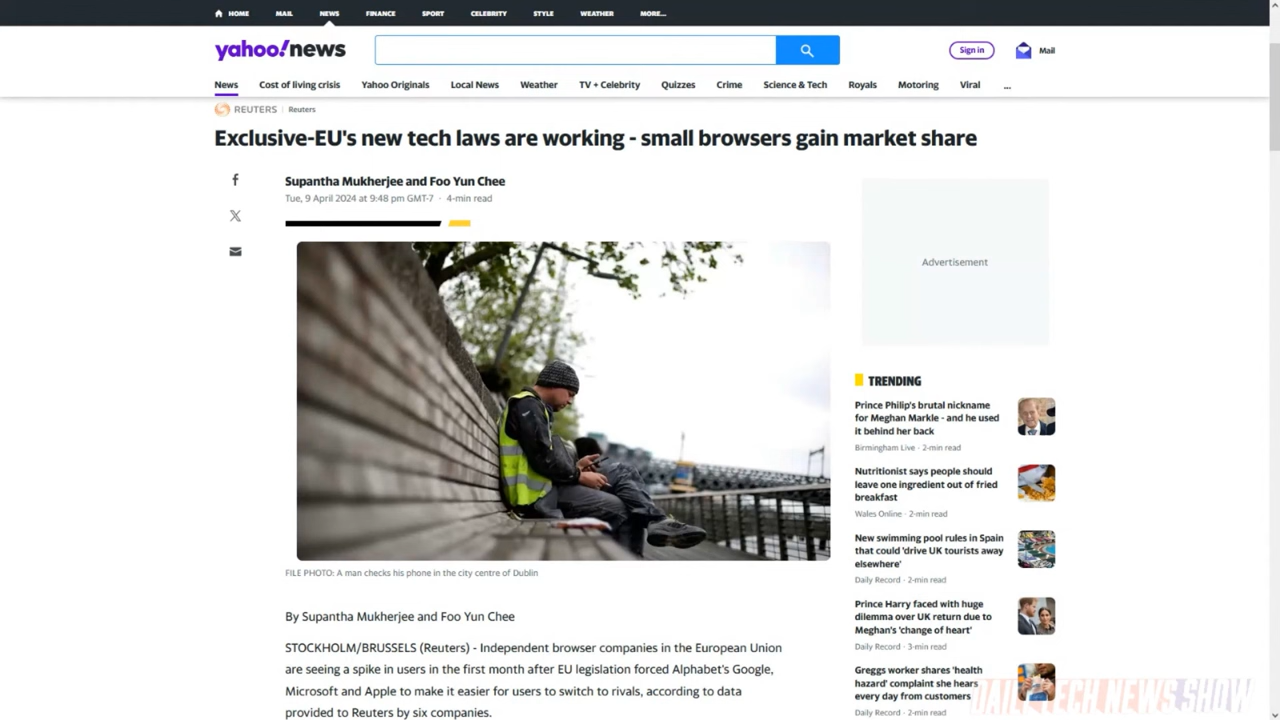 HOME MAIL NEWS FINANCE SPORT CELEBRITY STYLE WEATHER MORE...
yahoo!news
Sign in
Mail
News Cost of living crisis Yahoo Originals Local News Weather TV + Celebrity Quizzes Crime Science & Tech Royals Motoring Viral ...
REUTERS Reuters
Exclusive-EU's new tech laws are working - small browsers gain market share
Supantha Mukherjee and Foo Yun Chee
Tue, 9 April 2024 at 9:48 pm GMT-7 · 4-min read
FILE PHOTO: A man checks his phone in the city centre of Dublin
By Supantha Mukherjee and Foo Yun Chee
STOCKHOLM/BRUSSELS (Reuters) - Independent browser companies in the European Union
are seeing a spike in users in the first month after EU legislation forced Alphabet's Google,
Microsoft and Apple to make it easier for users to switch to rivals, according to data
provided to Reuters by six companies.
Advertisement
TRENDING
Prince Philip's brutal nickname
for Meghan Markle - and he used
it behind her back
Birmingham Live · 2-min read
Nutritionist says people should
leave one ingredient out of fried
breakfast
Wales Online · 2-min read
New swimming pool rules in Spain
that could 'drive UK tourists away
elsewhere'
Daily Record · 2-min read
Prince Harry faced with huge
dilemma over UK return due to
Meghan's 'change of heart'
Daily Record · 3-min read
Greggs worker shares 'health
hazard' complaint she hears
every day from customers
Daily Record · 2-min read
DAILY TECH NEWS SHOW